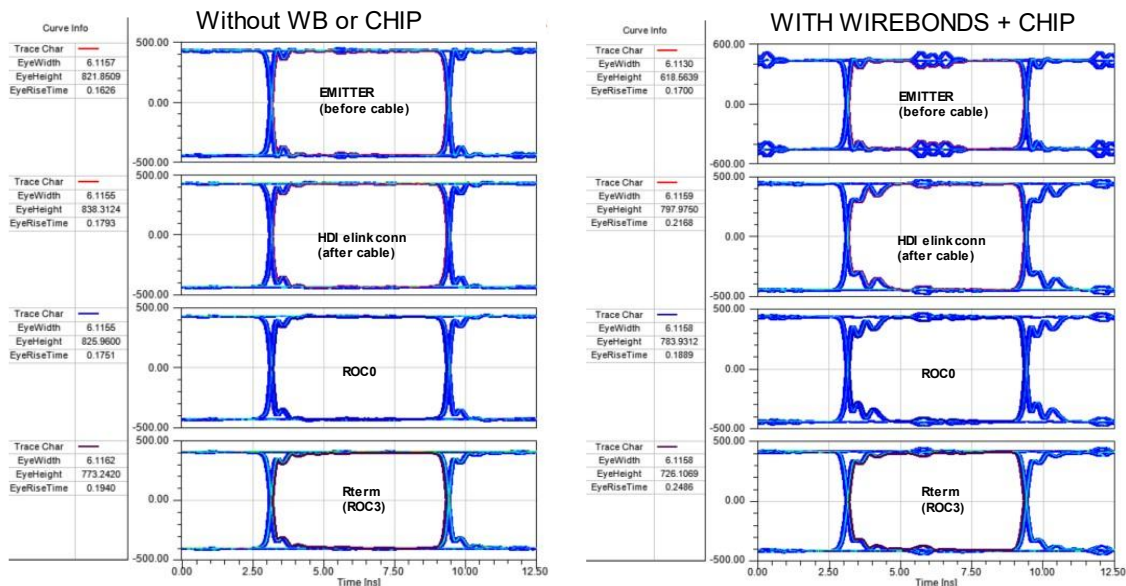 Without WB or CHIP
Curve Info
Trace Char
EyeWidth 6.1157
EyeHeight 821.8509
EyeRiseTime 0.1626
500.00
0.00
-500.00
EMITTER
(before cable)
Trace Char
EyeWidth 6.1155
EyeHeight 838.3124
EyeRiseTime 0.1793
500.00
0.00
-500.00
HDI elink conn
(after cable)
Trace Char
EyeWidth 6.1155
EyeHeight 825.9600
EyeRiseTime 0.1751
500.00
0.00
-500.00
ROC0
Trace Char
EyeWidth 6.1162
EyeHeight 773.2420
EyeRiseTime 0.1940
500.00
0.00
-500.00
Rterm
(ROC3)
0.00 2.50 5.00 7.50 10.00 12.50
Time [ns]
WITH WIREBONDS + CHIP
Curve Info
Trace Char
EyeWidth 6.1130
EyeHeight 618.5639
EyeRiseTime 0.1700
600.00
0.00
-600.00
EMITTER
(before cable)
Trace Char
EyeWidth 6.1159
EyeHeight 797.9750
EyeRiseTime 0.2168
500.00
0.00
-500.00
HDI elink conn
(after cable)
Trace Char
EyeWidth 6.1158
EyeHeight 783.9312
EyeRiseTime 0.1889
500.00
0.00
-500.00
ROC0
Trace Char
EyeWidth 6.1158
EyeHeight 726.1069
EyeRiseTime 0.2486
500.00
0.00
-500.00
Rterm
(ROC3)
0.00 2.50 5.00 7.50 10.00 12.50
Time [ns]